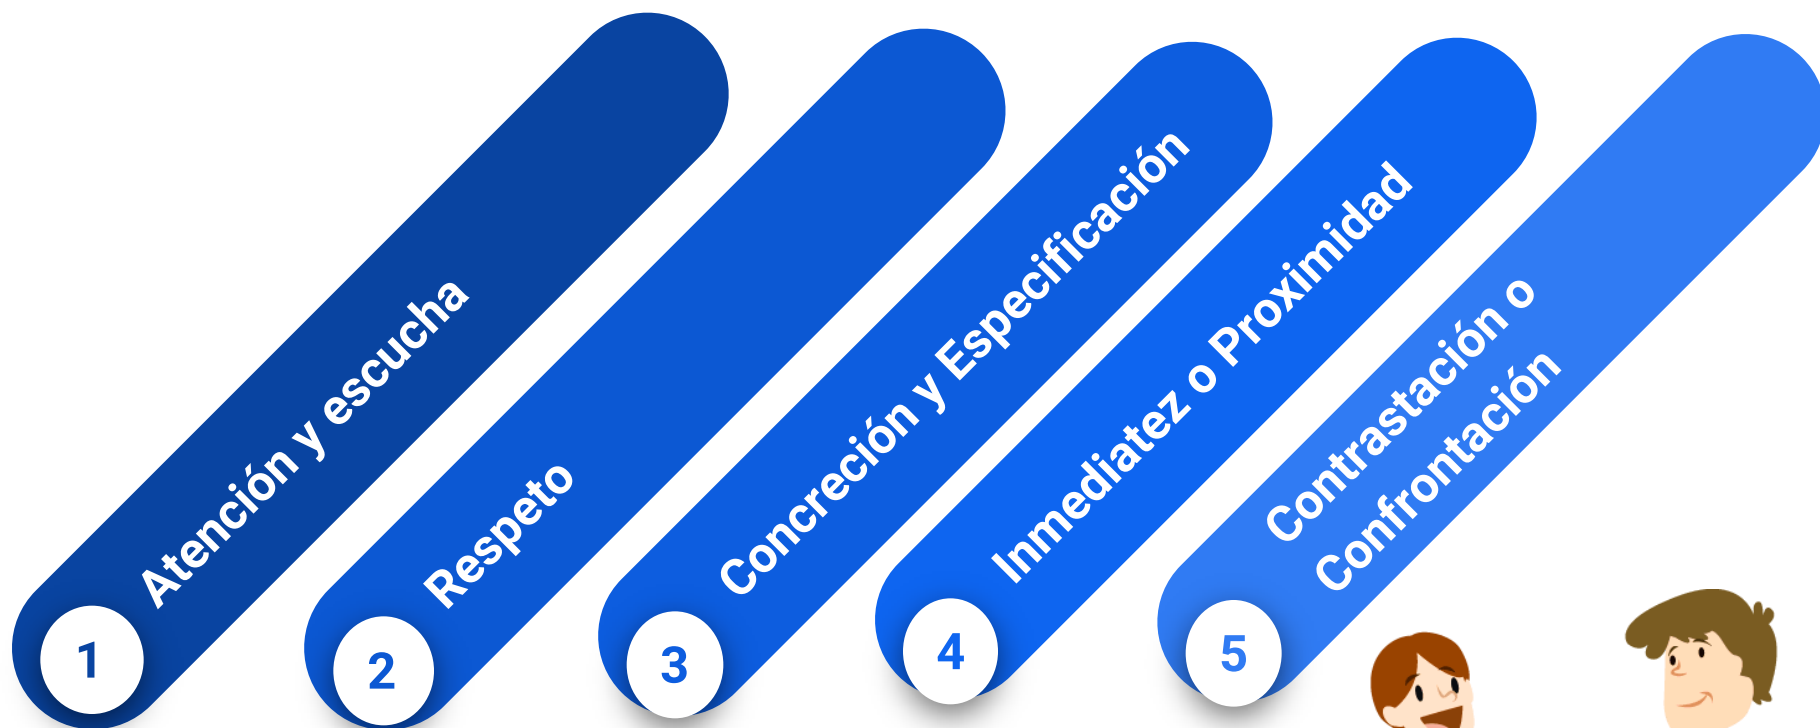 1
Atención y escucha
2
Respeto
3
Concreción y Especificación
4
Inmediatez o Proximidad
5
Contrastación o
Confrontación